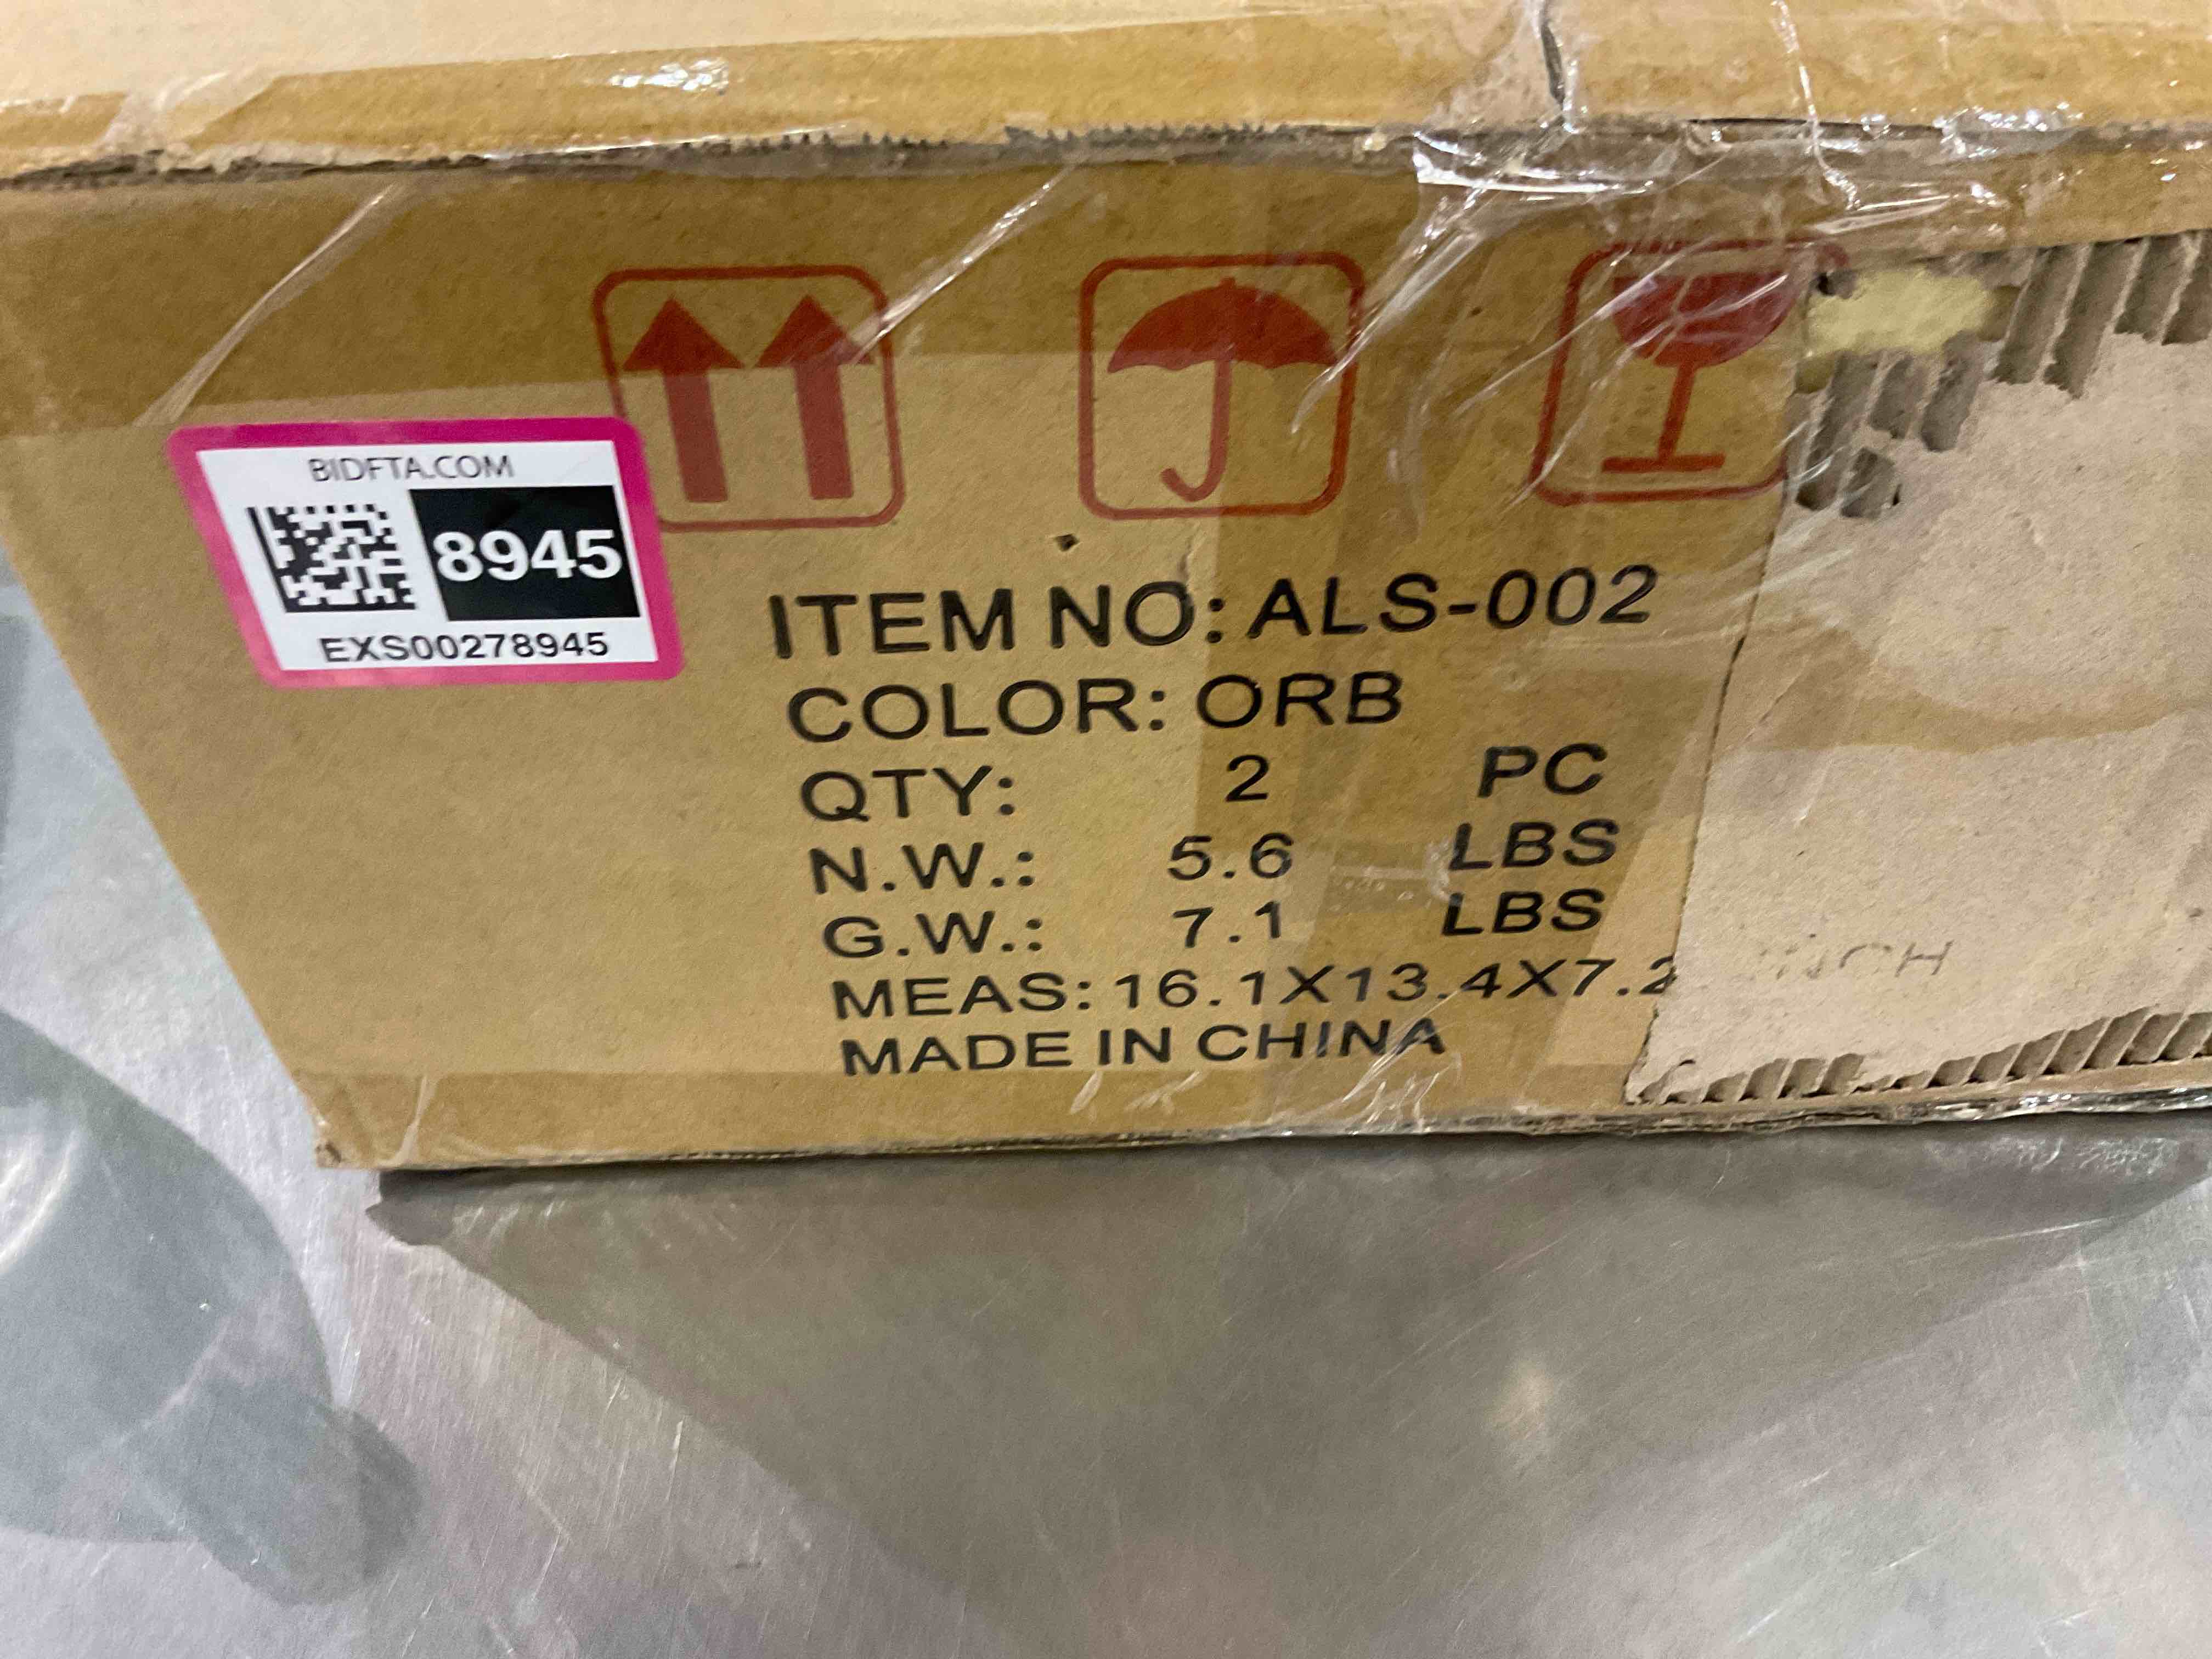 BIDFTA.COM
8945
EXS00278945
ITEM NO: ALS-002
COLOR: ORB
QTY: 2 PC
N.W.: 5.6 LBS
G.W.: 7.1 LBS
MEAS: 16.1X13.4X7.2 INCH
MADE IN CHINA